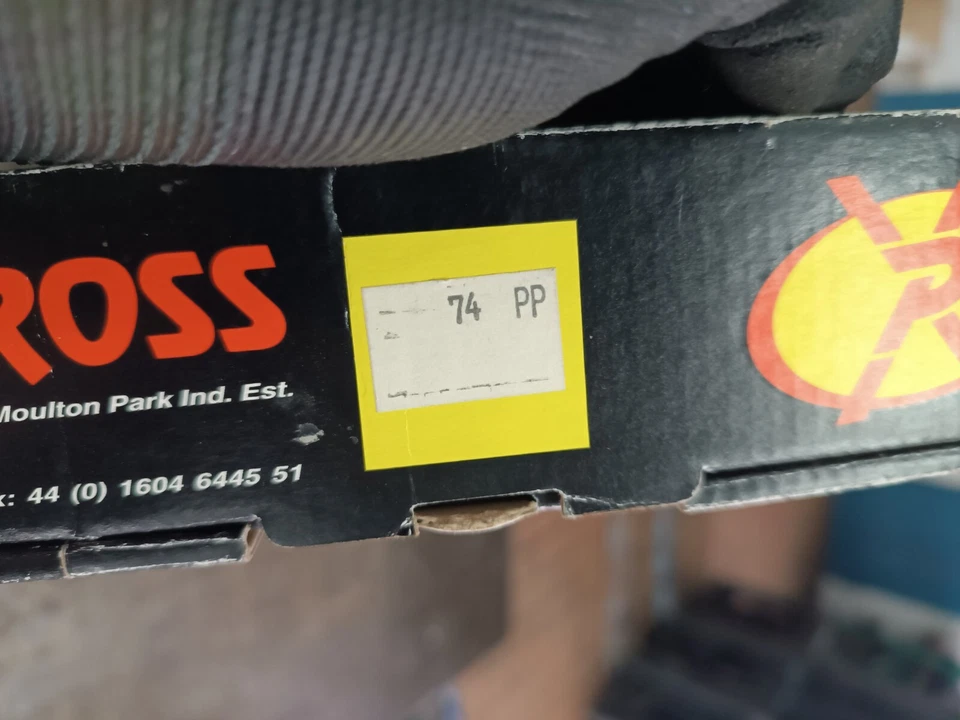 ROSS
Moulton Park Ind. Est.
: 44 (0) 1604 6445 51
74 PP